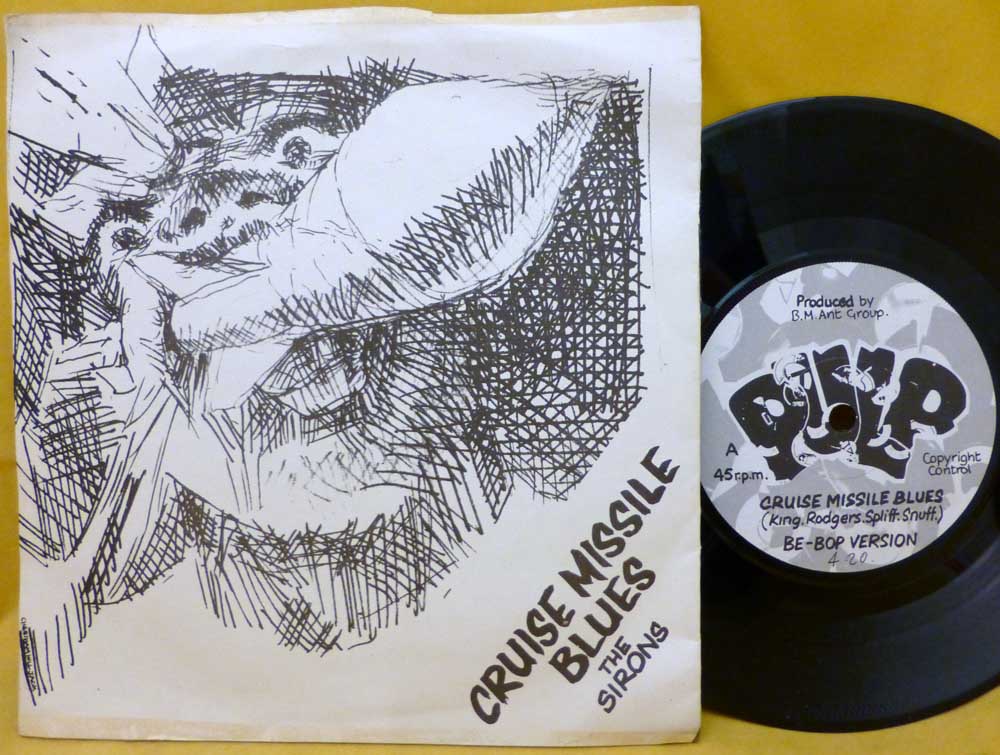 CRUISE MISSILE
BLUES
THE
SIRONS
Produced by
B.M. Ant Group.
PULP
A
45 r.p.m.
Copyright
Control
CRUISE MISSILE BLUES
(King. Rodgers. Spliff. Snuff.)
BE-BOP VERSION
4 20